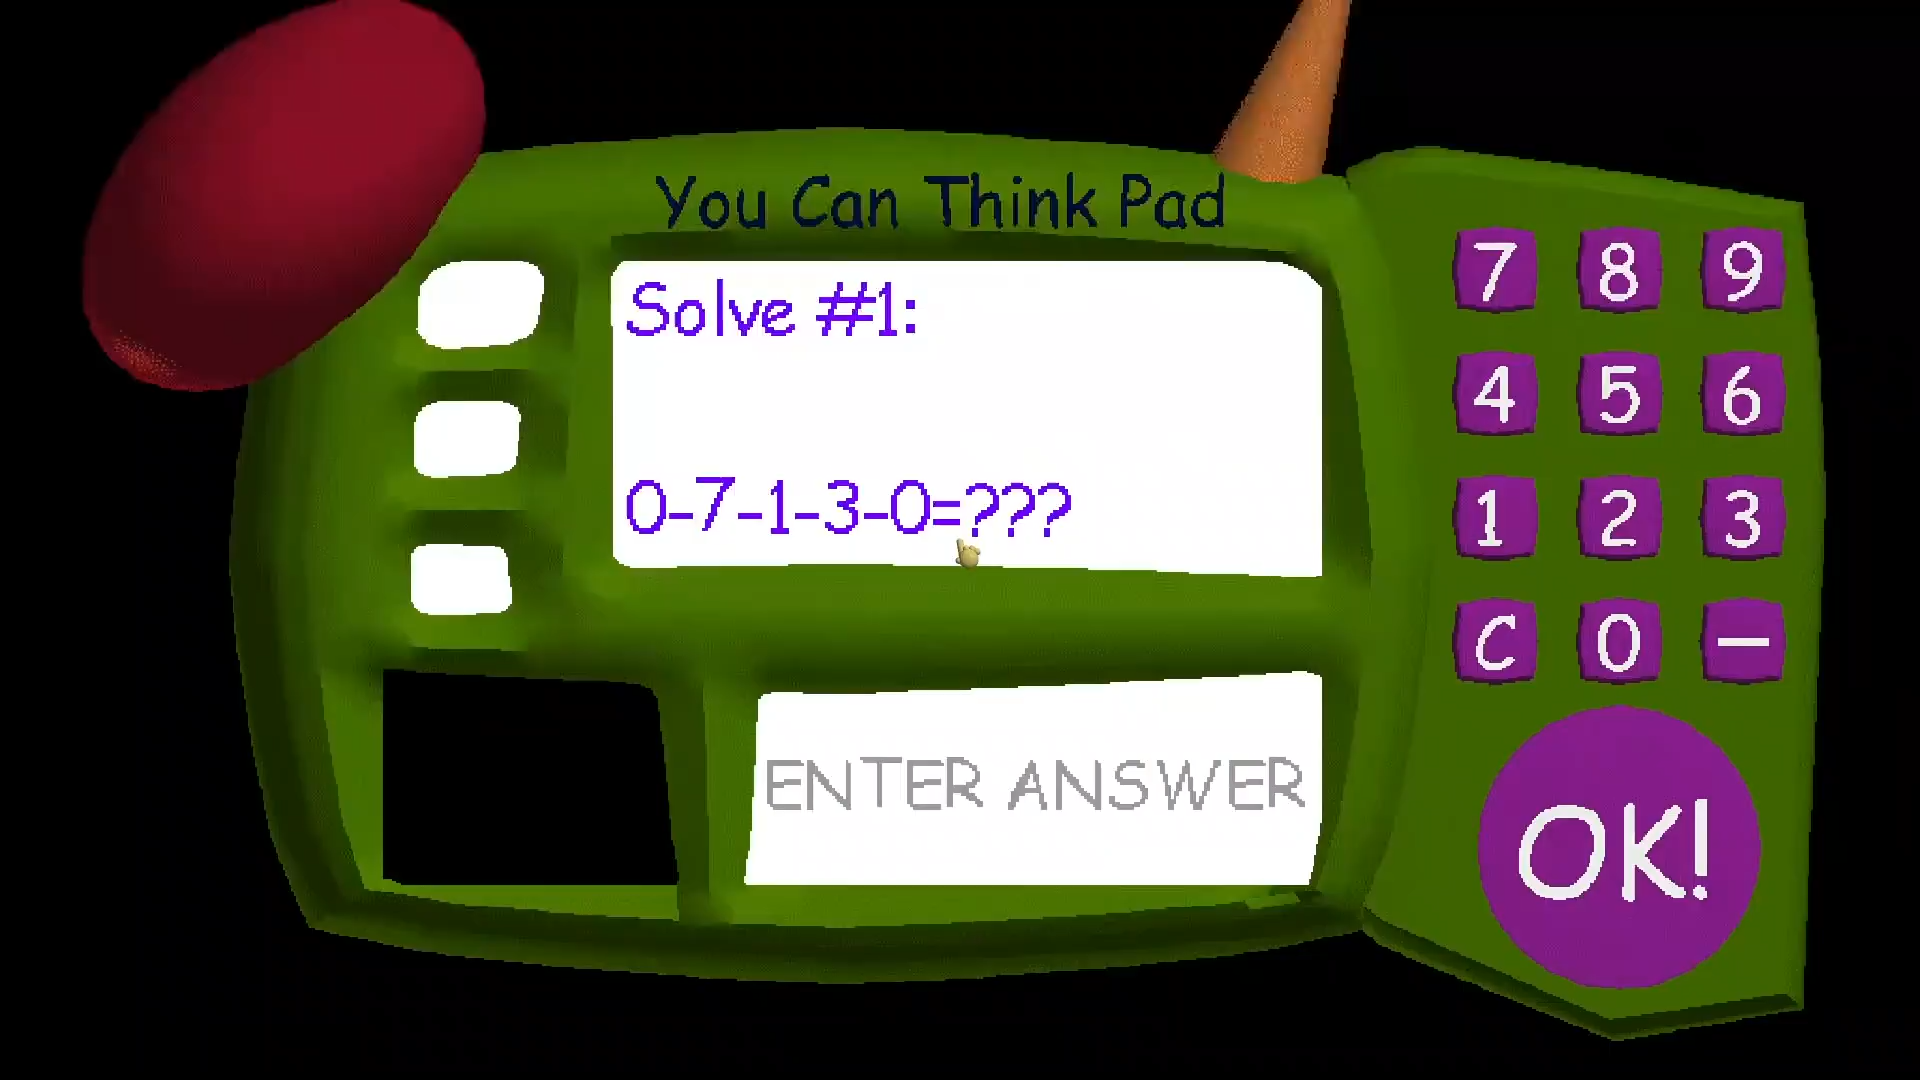 You Can Think Pad
Solve #1:
0-7-1-3-0=???
ENTER ANSWER
7 8 9
4 5 6
1 2 3
C 0 -
OK!